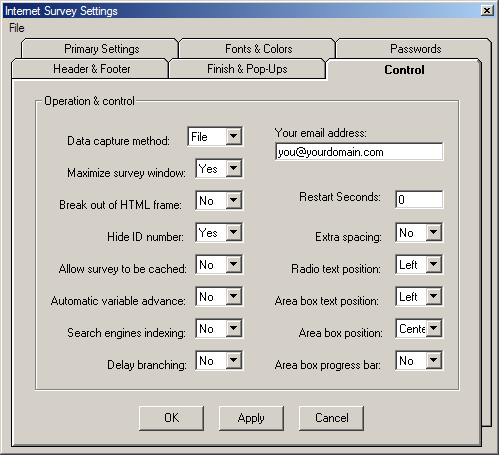 Internet Survey Settings
File
Primary Settings Fonts & Colors Passwords
Header & Footer Finish & Pop-Ups Control
Operation & control
Data capture method: File
Your email address:
you@yourdomain.com
Maximize survey window: Yes
Break out of HTML frame: No
Restart Seconds: 0
Hide ID number: Yes
Extra spacing: No
Allow survey to be cached: No
Radio text position: Left
Automatic variable advance: No
Area box text position: Left
Search engines indexing: No
Area box position: Cente
Delay branching: No
Area box progress bar: No
OK Apply Cancel